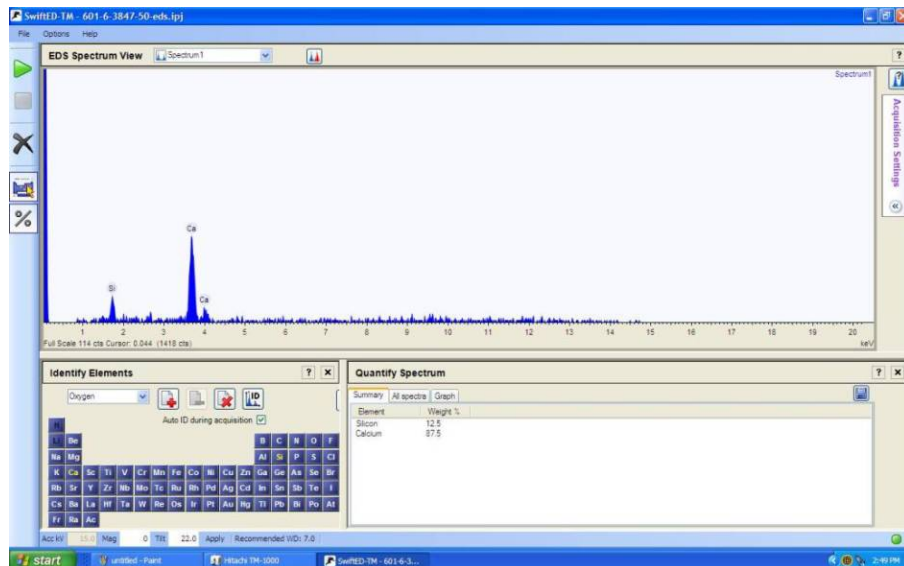 SwiftED-TM - 601-6-3847-50-eds.ipj
File Options Help
EDS Spectrum View Spectrum1
Spectrum1
Acquisition Settings
Ca
Si
Ca
1 2 3 4 5 6 7 8 9 10 11 12 13 14 15 16 17 18 19 20
Full Scale 114 cts Cursor: 0.044 (1418 cts) keV
Identify Elements ? ×
Oxygen
ID
Auto ID during acquisition
H
Li Be B C N O F
Na Mg Al Si P S Cl
K Ca Sc Ti V Cr Mn Fe Co Ni Cu Zn Ga Ge As Se Br
Rb Sr Y Zr Nb Mo Tc Ru Rh Pd Ag Cd In Sn Sb Te I
Cs Ba La Hf Ta W Re Os Ir Pt Au Hg Tl Pb Bi Po At
Fr Ra Ac
Quantify Spectrum ? ×
Summary All spectra Graph
Element Weight %
Silicon 12.5
Calcium 87.5
Acc kV 15.0 Mag 0 Tilt 22.0 Apply Recommended WD: 7.0
start untitled - Paint Hitachi TM-1000 SwiftED-TM - 601-6-3... 2:49 PM